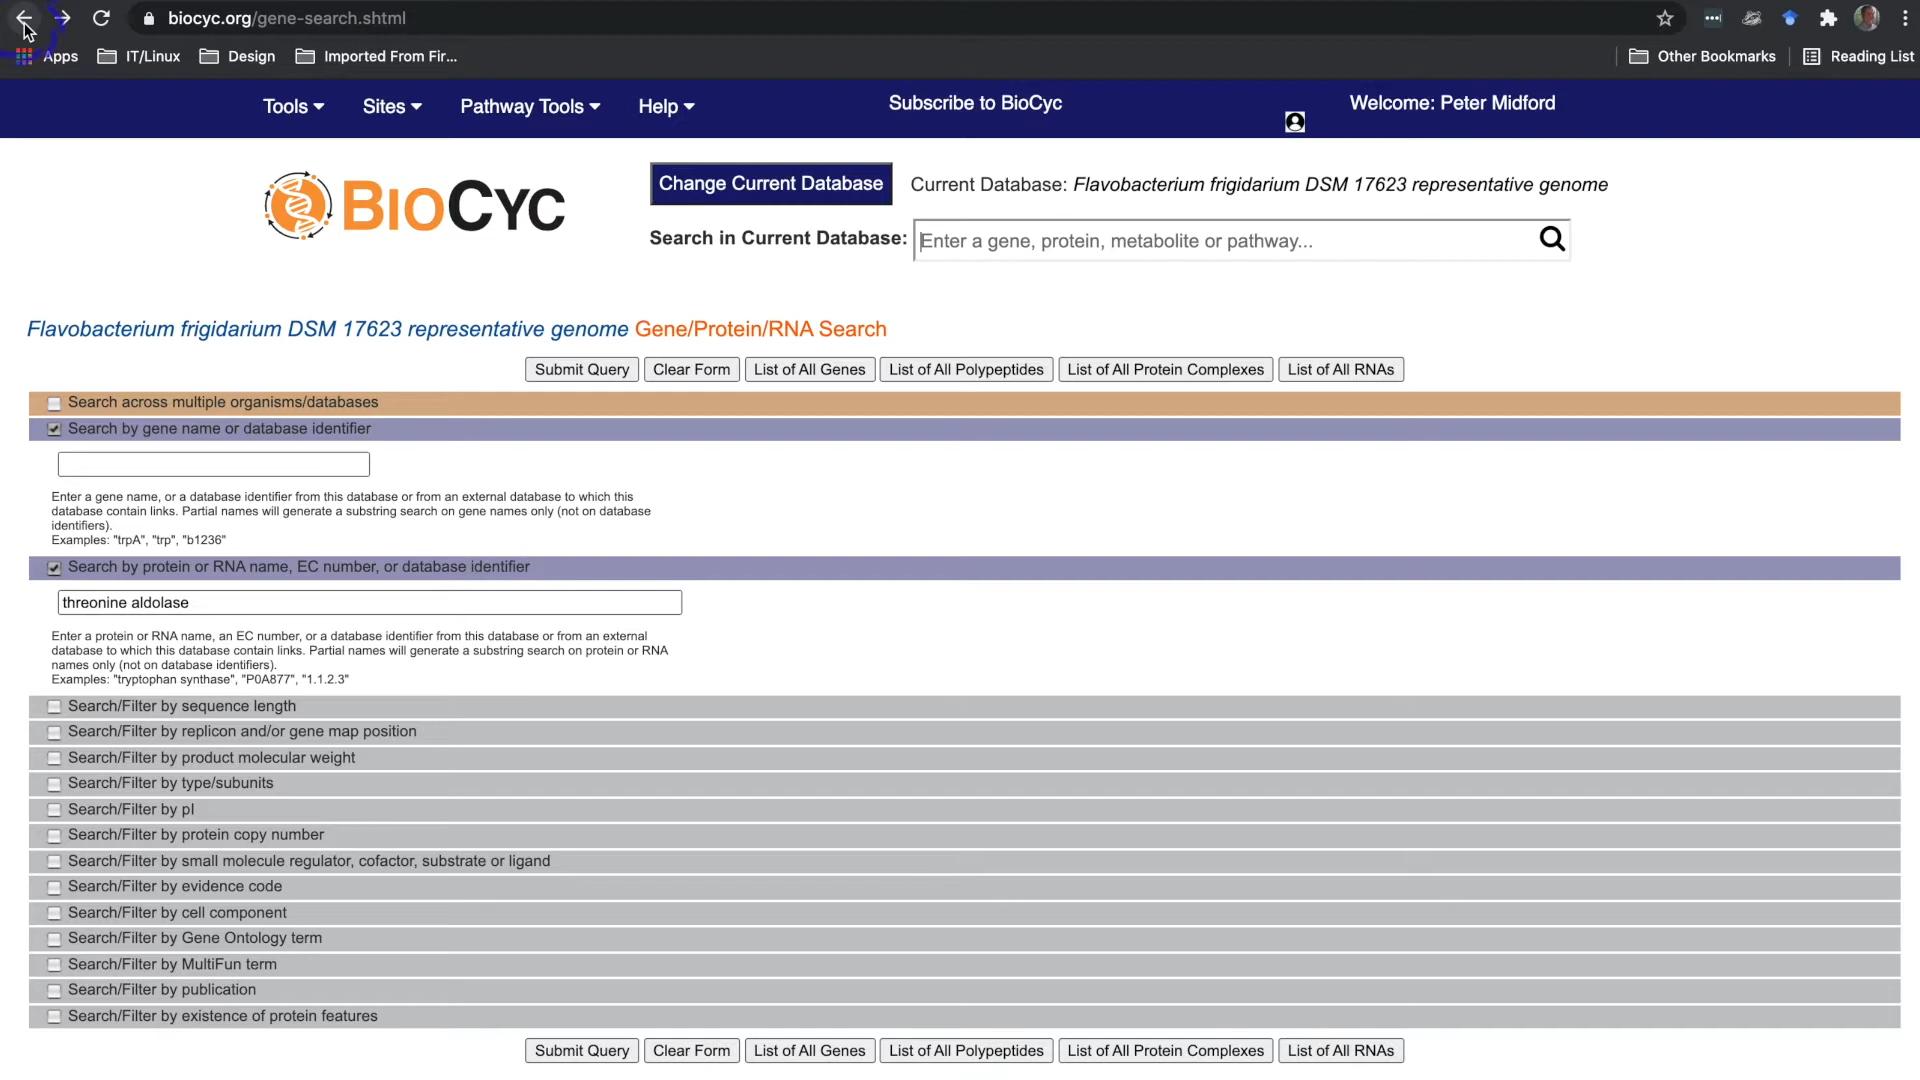 biocyc.org/gene-search.shtml
Apps IT/Linux Design Imported From Fir... Other Bookmarks Reading List
Tools Sites Pathway Tools Help Subscribe to BioCyc Welcome: Peter Midford
BIOCYC
Change Current Database Current Database: Flavobacterium frigidarium DSM 17623 representative genome
Search in Current Database: Enter a gene, protein, metabolite or pathway...
Flavobacterium frigidarium DSM 17623 representative genome Gene/Protein/RNA Search
Submit Query Clear Form List of All Genes List of All Polypeptides List of All Protein Complexes List of All RNAs
Search across multiple organisms/databases
Search by gene name or database identifier
Enter a gene name, or a database identifier from this database or from an external database to which this
database contain links. Partial names will generate a substring search on gene names only (not on database
identifiers).
Examples: "trpA", "trp", "b1236"
Search by protein or RNA name, EC number, or database identifier
threonine aldolase
Enter a protein or RNA name, an EC number, or a database identifier from this database or from an external
database to which this database contain links. Partial names will generate a substring search on protein or RNA
names only (not on database identifiers).
Examples: "tryptophan synthase", "P0A877", "1.1.2.3"
Search/Filter by sequence length
Search/Filter by replicon and/or gene map position
Search/Filter by product molecular weight
Search/Filter by type/subunits
Search/Filter by pI
Search/Filter by protein copy number
Search/Filter by small molecule regulator, cofactor, substrate or ligand
Search/Filter by evidence code
Search/Filter by cell component
Search/Filter by Gene Ontology term
Search/Filter by MultiFun term
Search/Filter by publication
Search/Filter by existence of protein features
Submit Query Clear Form List of All Genes List of All Polypeptides List of All Protein Complexes List of All RNAs